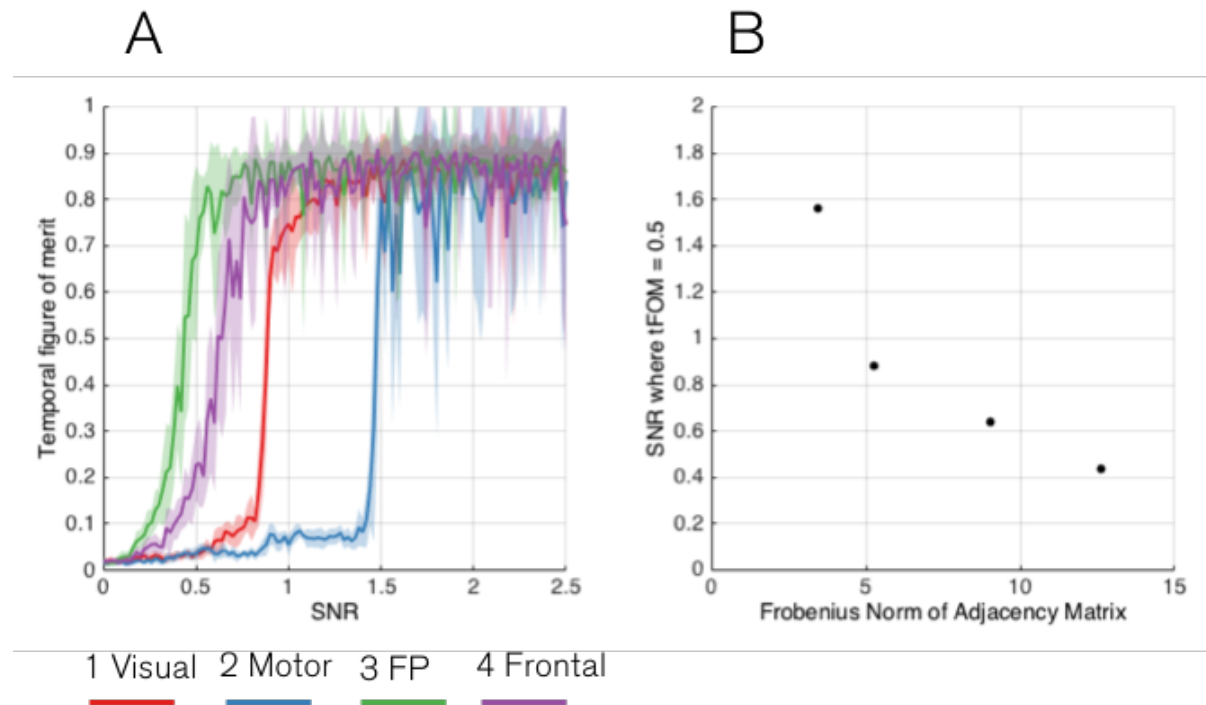 A
B
1
0.9
0.8
0.7
0.6
0.5
0.4
0.3
0.2
0.1
0
Temporal figure of merit
0 0.5 1 1.5 2 2.5
SNR
2
1.8
1.6
1.4
1.2
1
0.8
0.6
0.4
0.2
0
SNR where tFOM = 0.5
0 5 10 15
Frobenius Norm of Adjacency Matrix
1 Visual 2 Motor 3 FP 4 Frontal